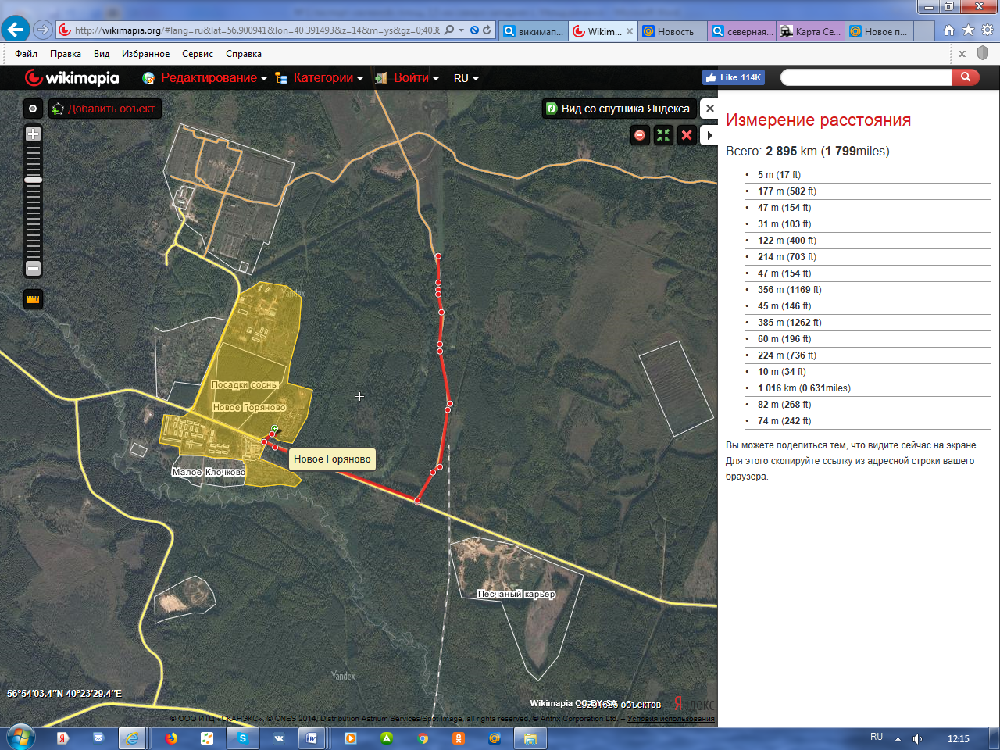 http://wikimapia.org/#lang=ru&lat=56.900941&lon=40.391493&z=14&m=ys&gz=0;4038
викимап...
Wikim...
Новость
северная...
Карта Се...
Новое п...
Файл Правка Вид Избранное Сервис Справка
wikimapia Редактирование Категории Войти RU Like 114K
Добавить объект
Вид со спутника Яндекса
Измерение расстояния
Всего: 2.895 km (1.799miles)
• 5 m (17 ft)
• 177 m (582 ft)
• 47 m (154 ft)
• 31 m (103 ft)
• 122 m (400 ft)
• 214 m (703 ft)
• 47 m (154 ft)
• 356 m (1169 ft)
• 45 m (146 ft)
• 385 m (1262 ft)
• 60 m (196 ft)
• 224 m (736 ft)
• 10 m (34 ft)
• 1.016 km (0.631miles)
• 82 m (268 ft)
• 74 m (242 ft)
Вы можете поделиться тем, что видите сейчас на экране.
Для этого скопируйте ссылку из адресной строки вашего
браузера.
Yandex
Посадки сосны
Новое Горяново
Новое Горяново
Малое Клочково
Песчаный карьер
Yandex
56°54'03.4"N 40°23'29.4"E
Wikimapia CC-BY-SA
объектов
Яндекс
© ООО ИТЦ «СКАНЭКС», © CNES 2014, Distribution Astrium Services/Spot Image, all rights reserved, © Antrix Corporation Ltd. – Условия использования
RU
12:15